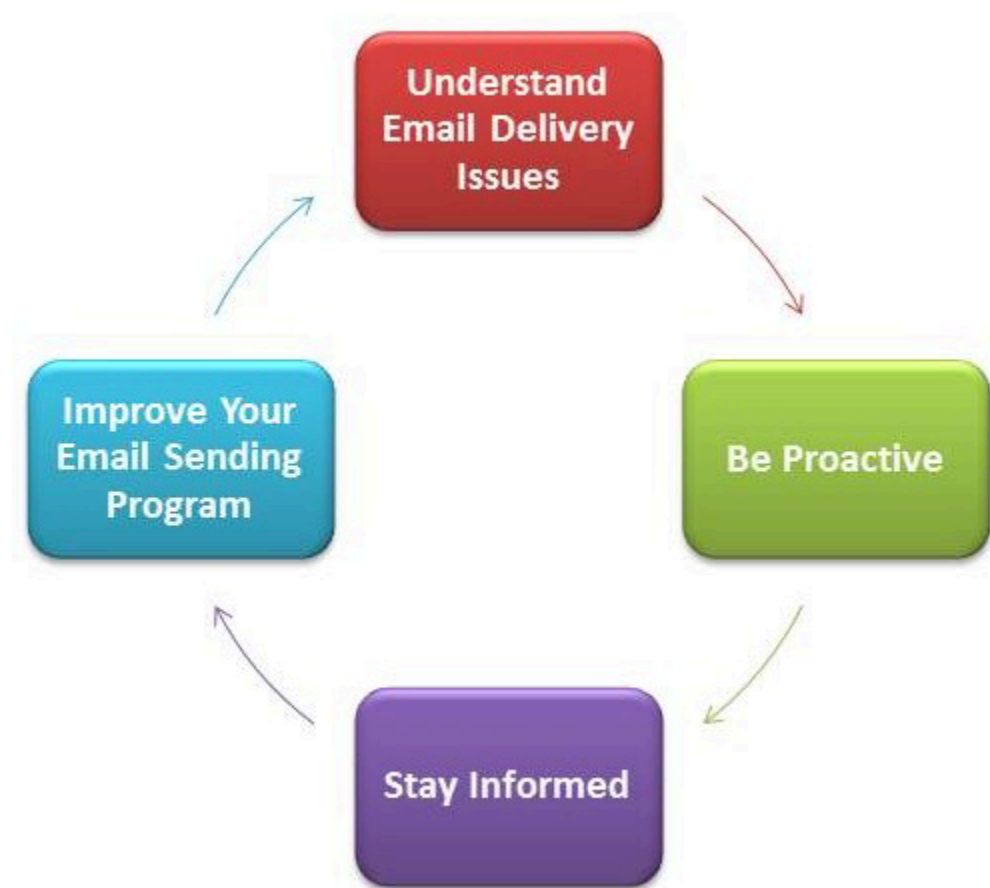 Understand
Email Delivery
Issues
Be Proactive
Stay Informed
Improve Your
Email Sending
Program